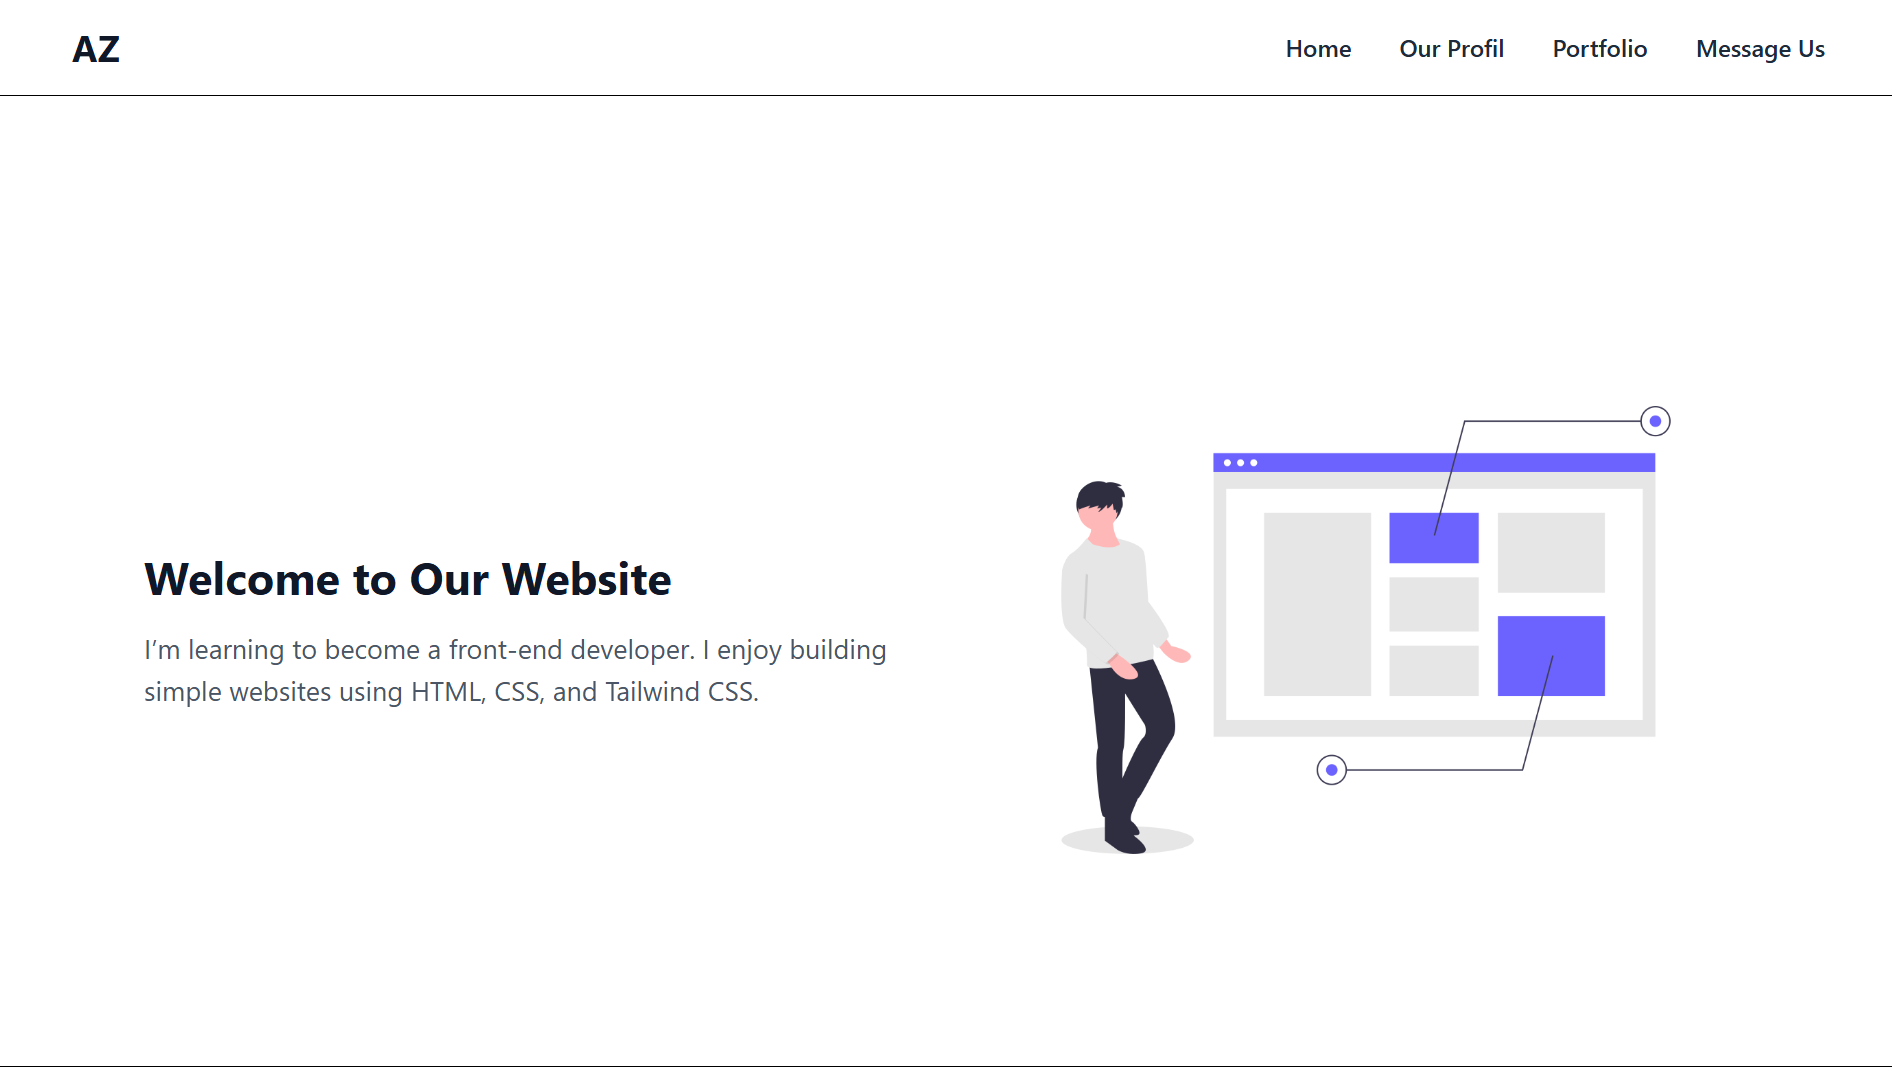 AZ
Home Our Profil Portfolio Message Us
Welcome to Our Website
I’m learning to become a front-end developer. I enjoy building
simple websites using HTML, CSS, and Tailwind CSS.